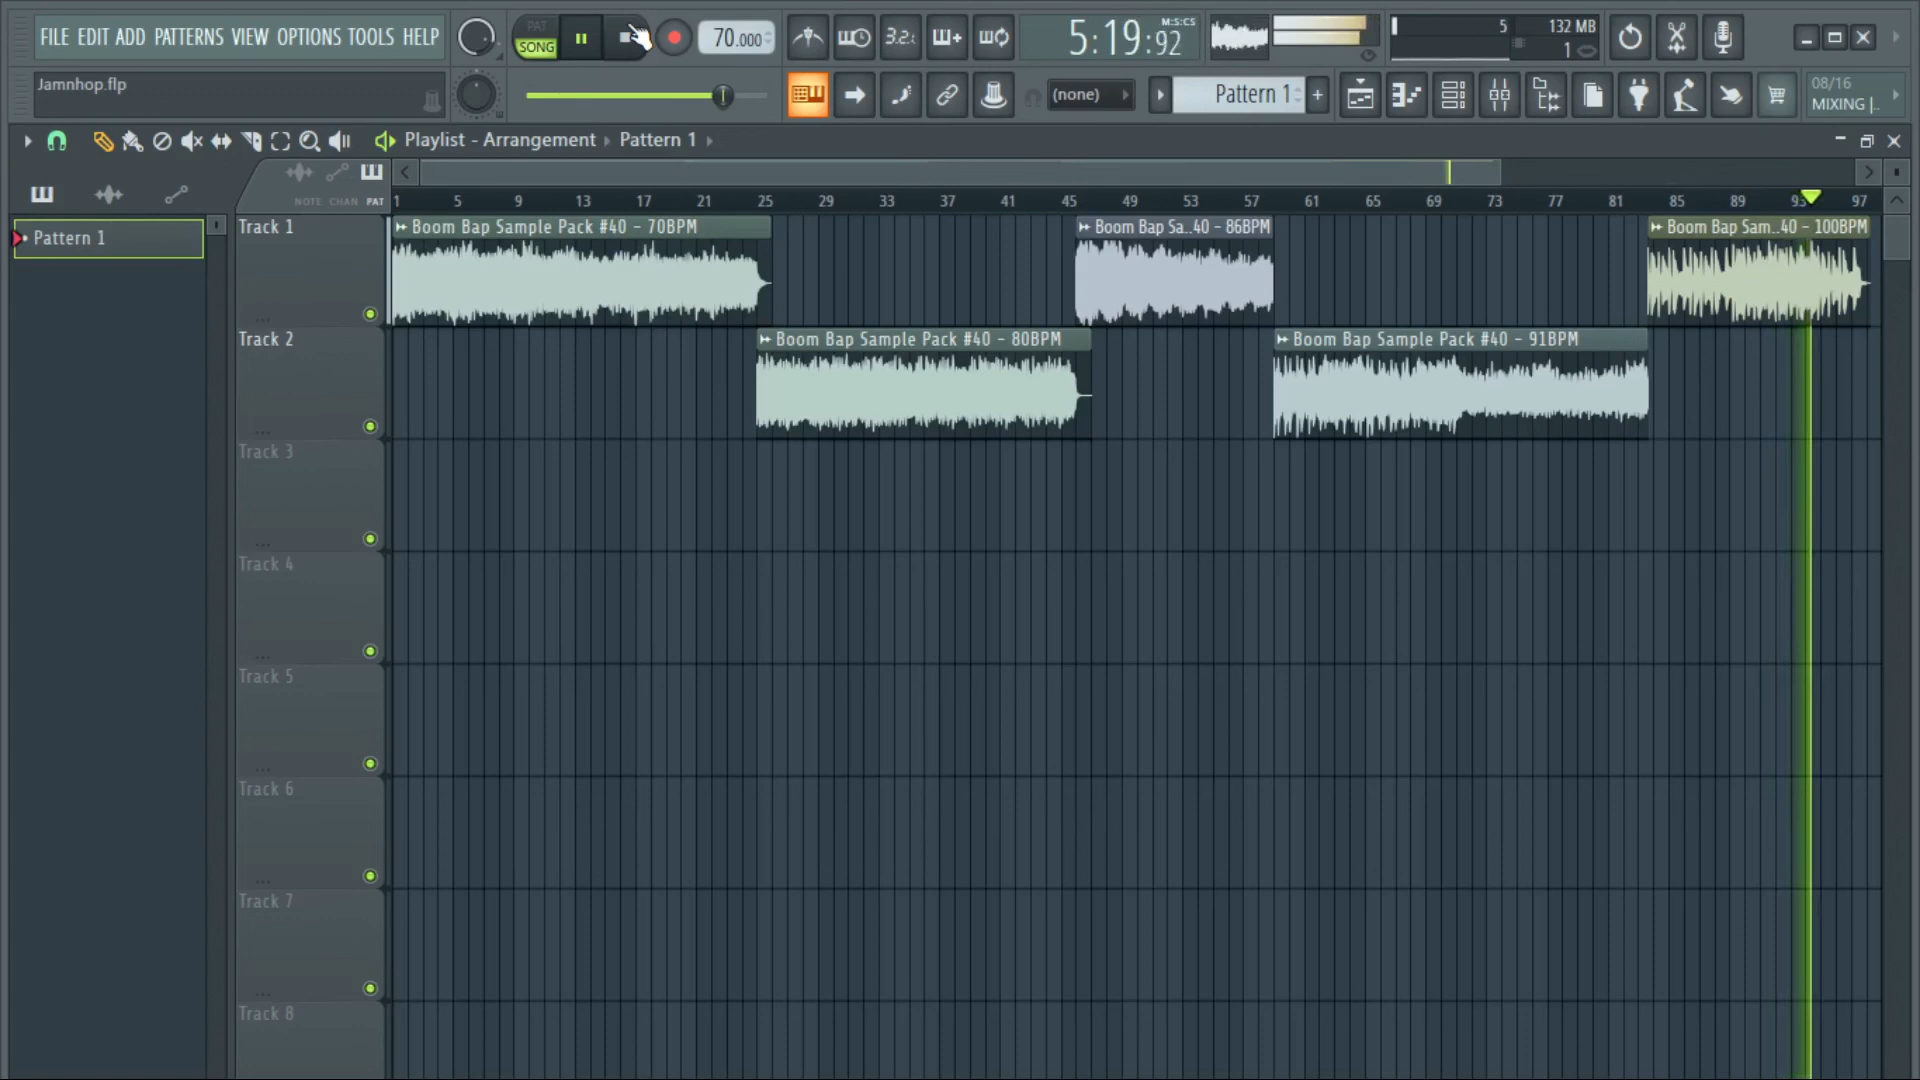 FILE EDIT ADD PATTERNS VIEW OPTIONS TOOLS HELP
PAT
SONG
70.000
3.2.
5:19:92
M:S:CS
5
132 MB
1
Jamnhop.flp
(none)
Pattern 1
+
08/16
MIXING |..
Playlist - Arrangement › Pattern 1 ›
NOTE CHAN PAT
1 5 9 13 17 21 25 29 33 37 41 45 49 53 57 61 65 69 73 77 81 85 89 93 97
Pattern 1
Track 1
Boom Bap Sample Pack #40 - 70BPM
Boom Bap Sa..40 - 86BPM
Boom Bap Sam..40 - 100BPM
Track 2
Boom Bap Sample Pack #40 - 80BPM
Boom Bap Sample Pack #40 - 91BPM
Track 3
Track 4
Track 5
Track 6
Track 7
Track 8